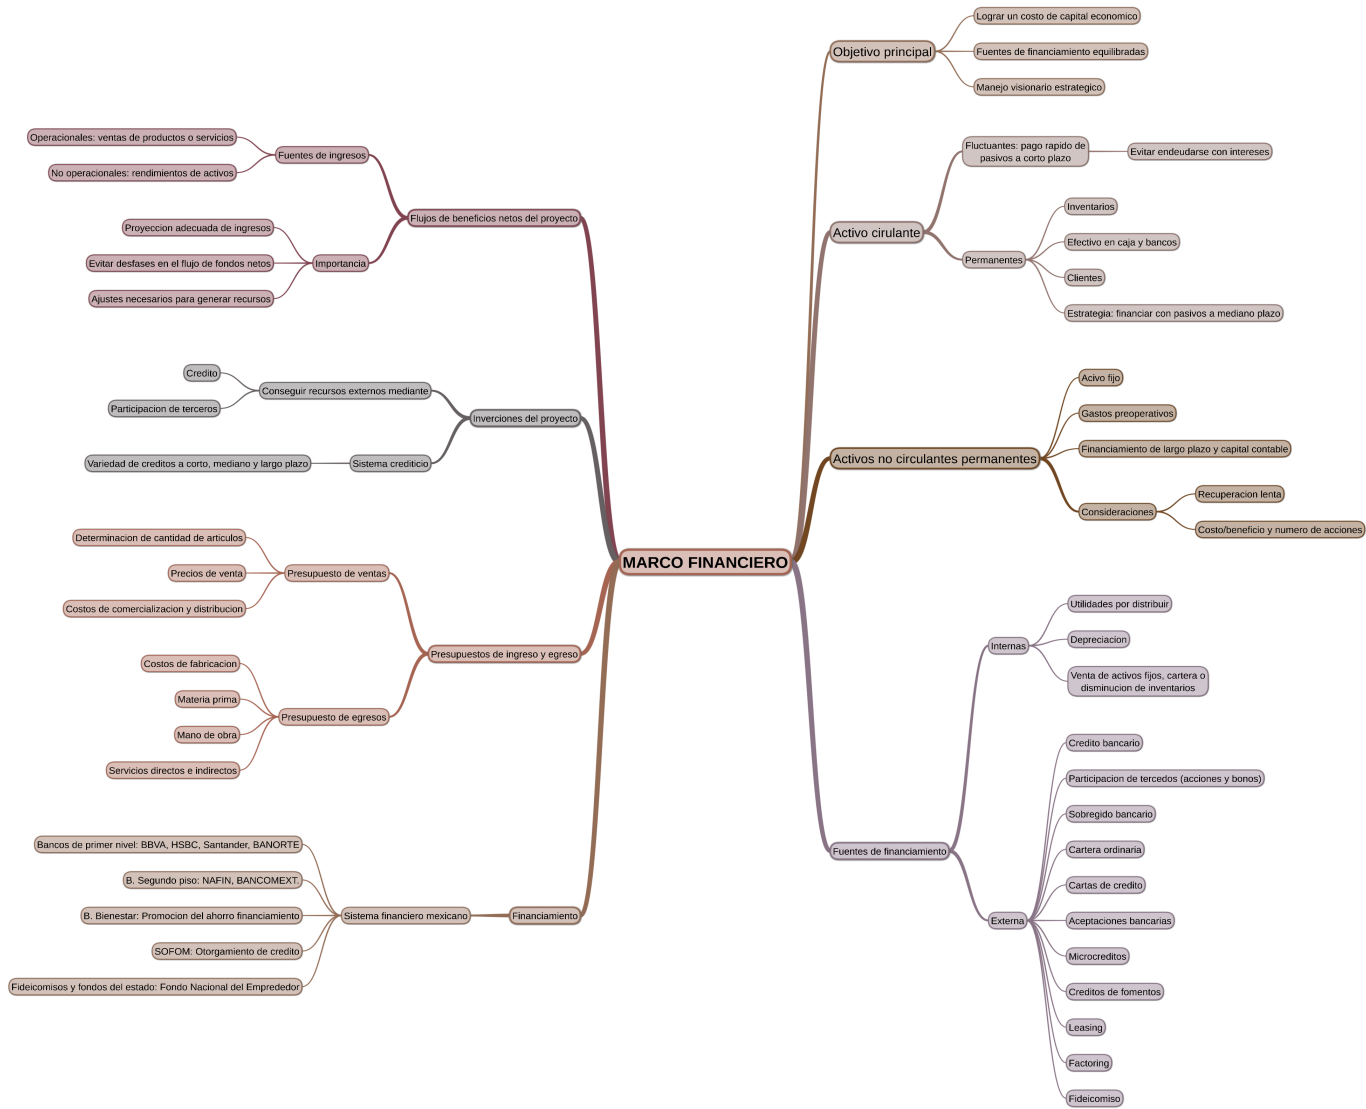 MARCO FINANCIERO
Objetivo principal
Lograr un costo de capital economico
Fuentes de financiamiento equilibradas
Manejo visionario estrategico
Activo cirulante
Fluctuantes: pago rapido de
pasivos a corto plazo
Evitar endeudarse con intereses
Permanentes
Inventarios
Efectivo en caja y bancos
Clientes
Estrategia: financiar con pasivos a mediano plazo
Activos no circulantes permanentes
Acivo fijo
Gastos preoperativos
Financiamiento de largo plazo y capital contable
Consideraciones
Recuperacion lenta
Costo/beneficio y numero de acciones
Fuentes de financiamiento
Internas
Utilidades por distribuir
Depreciacion
Venta de activos fijos, cartera o
disminucion de inventarios
Externa
Credito bancario
Participacion de tercedos (acciones y bonos)
Sobregido bancario
Cartera ordinaria
Cartas de credito
Aceptaciones bancarias
Microcreditos
Creditos de fomentos
Leasing
Factoring
Fideicomiso
Flujos de beneficios netos del proyecto
Fuentes de ingresos
Operacionales: ventas de productos o servicios
No operacionales: rendimientos de activos
Importancia
Proyeccion adecuada de ingresos
Evitar desfases en el flujo de fondos netos
Ajustes necesarios para generar recursos
Inverciones del proyecto
Conseguir recursos externos mediante
Credito
Participacion de terceros
Sistema crediticio
Variedad de creditos a corto, mediano y largo plazo
Presupuestos de ingreso y egreso
Presupuesto de ventas
Determinacion de cantidad de articulos
Precios de venta
Costos de comercializacion y distribucion
Presupuesto de egresos
Costos de fabricacion
Materia prima
Mano de obra
Servicios directos e indirectos
Financiamiento
Sistema financiero mexicano
Bancos de primer nivel: BBVA, HSBC, Santander, BANORTE
B. Segundo piso: NAFIN, BANCOMEXT.
B. Bienestar: Promocion del ahorro financiamiento
SOFOM: Otorgamiento de credito
Fideicomisos y fondos del estado: Fondo Nacional del Emprededor